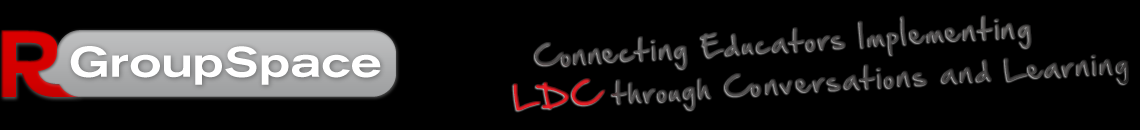 R GroupSpace
Connecting Educators Implementing
LDC through Conversations and Learning